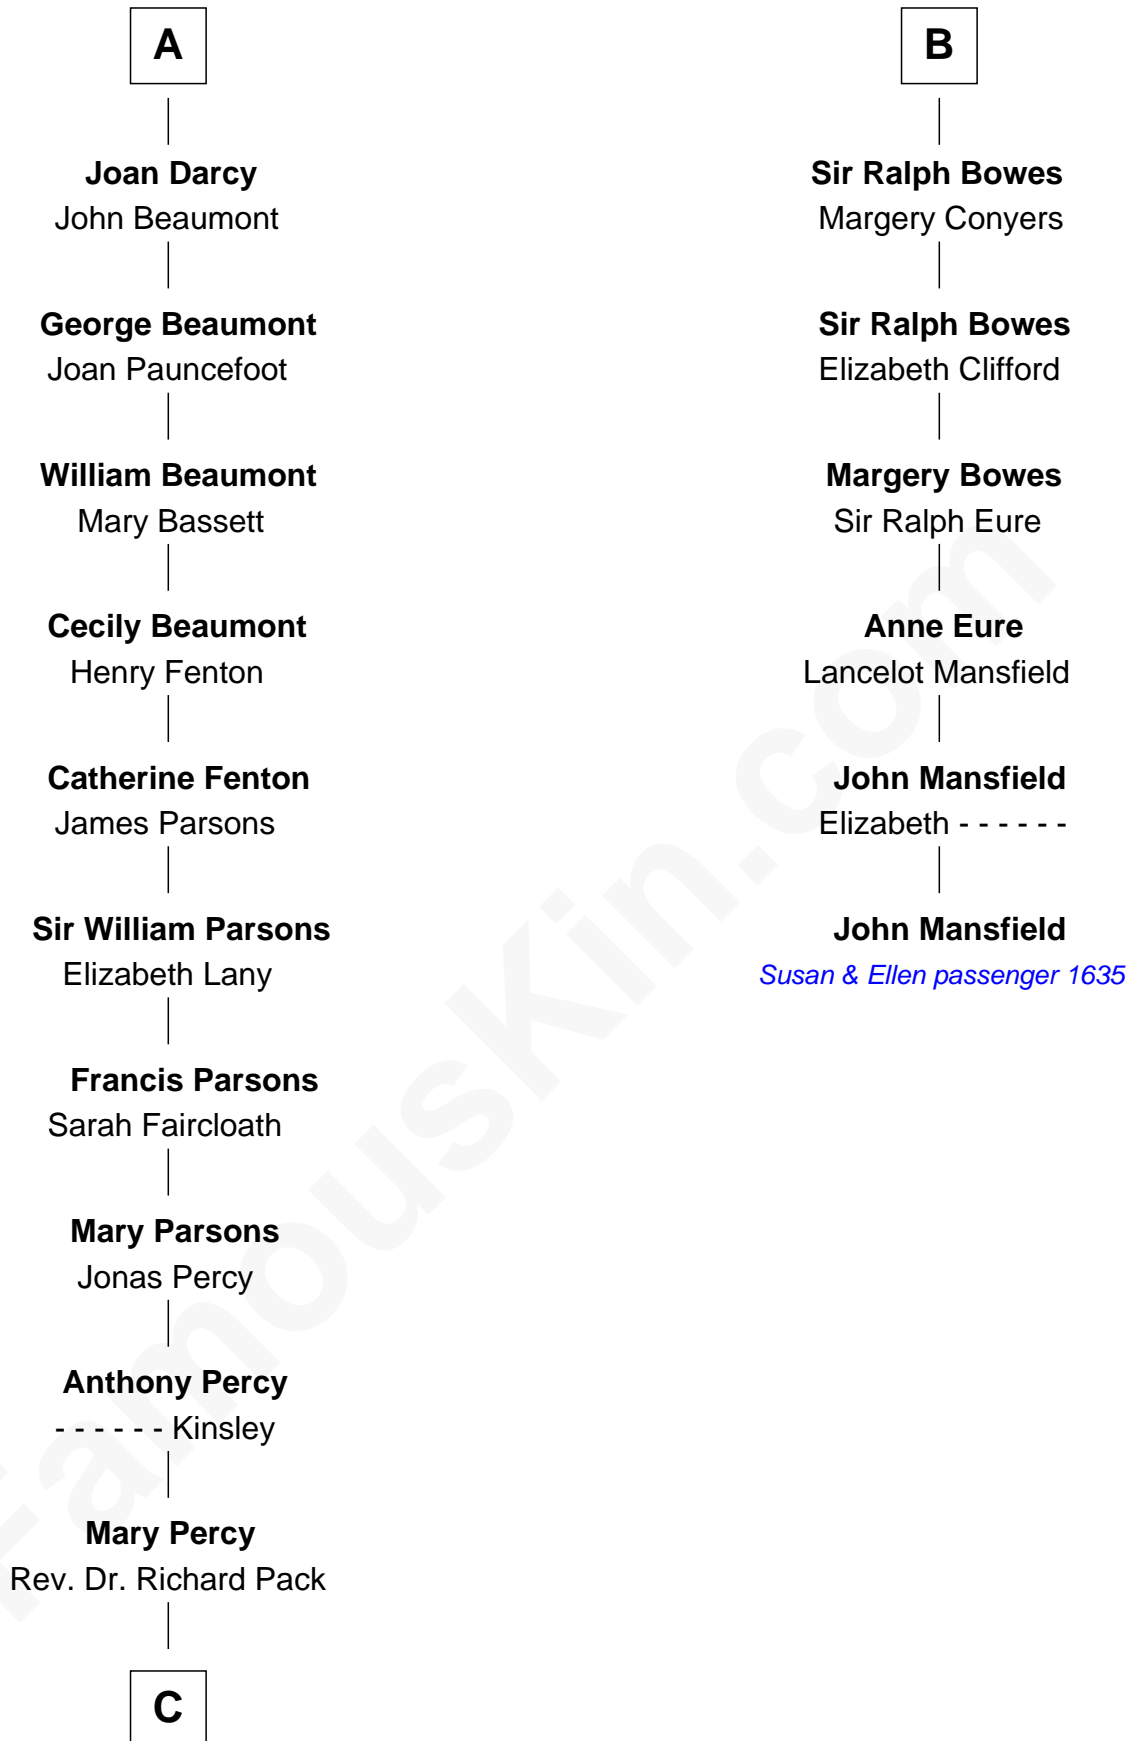 A
Joan Darcy
John Beaumont
George Beaumont
Joan Pauncefoot
William Beaumont
Mary Bassett
Cecily Beaumont
Henry Fenton
Catherine Fenton
James Parsons
Sir William Parsons
Elizabeth Lany
Francis Parsons
Sarah Faircloath
Mary Parsons
Jonas Percy
Anthony Percy
- - - - - - Kinsley
Mary Percy
Rev. Dr. Richard Pack
C
B
Sir Ralph Bowes
Margery Conyers
Sir Ralph Bowes
Elizabeth Clifford
Margery Bowes
Sir Ralph Eure
Anne Eure
Lancelot Mansfield
John Mansfield
Elizabeth - - - - - -
John Mansfield
Susan & Ellen passenger 1635
FamousKin.com